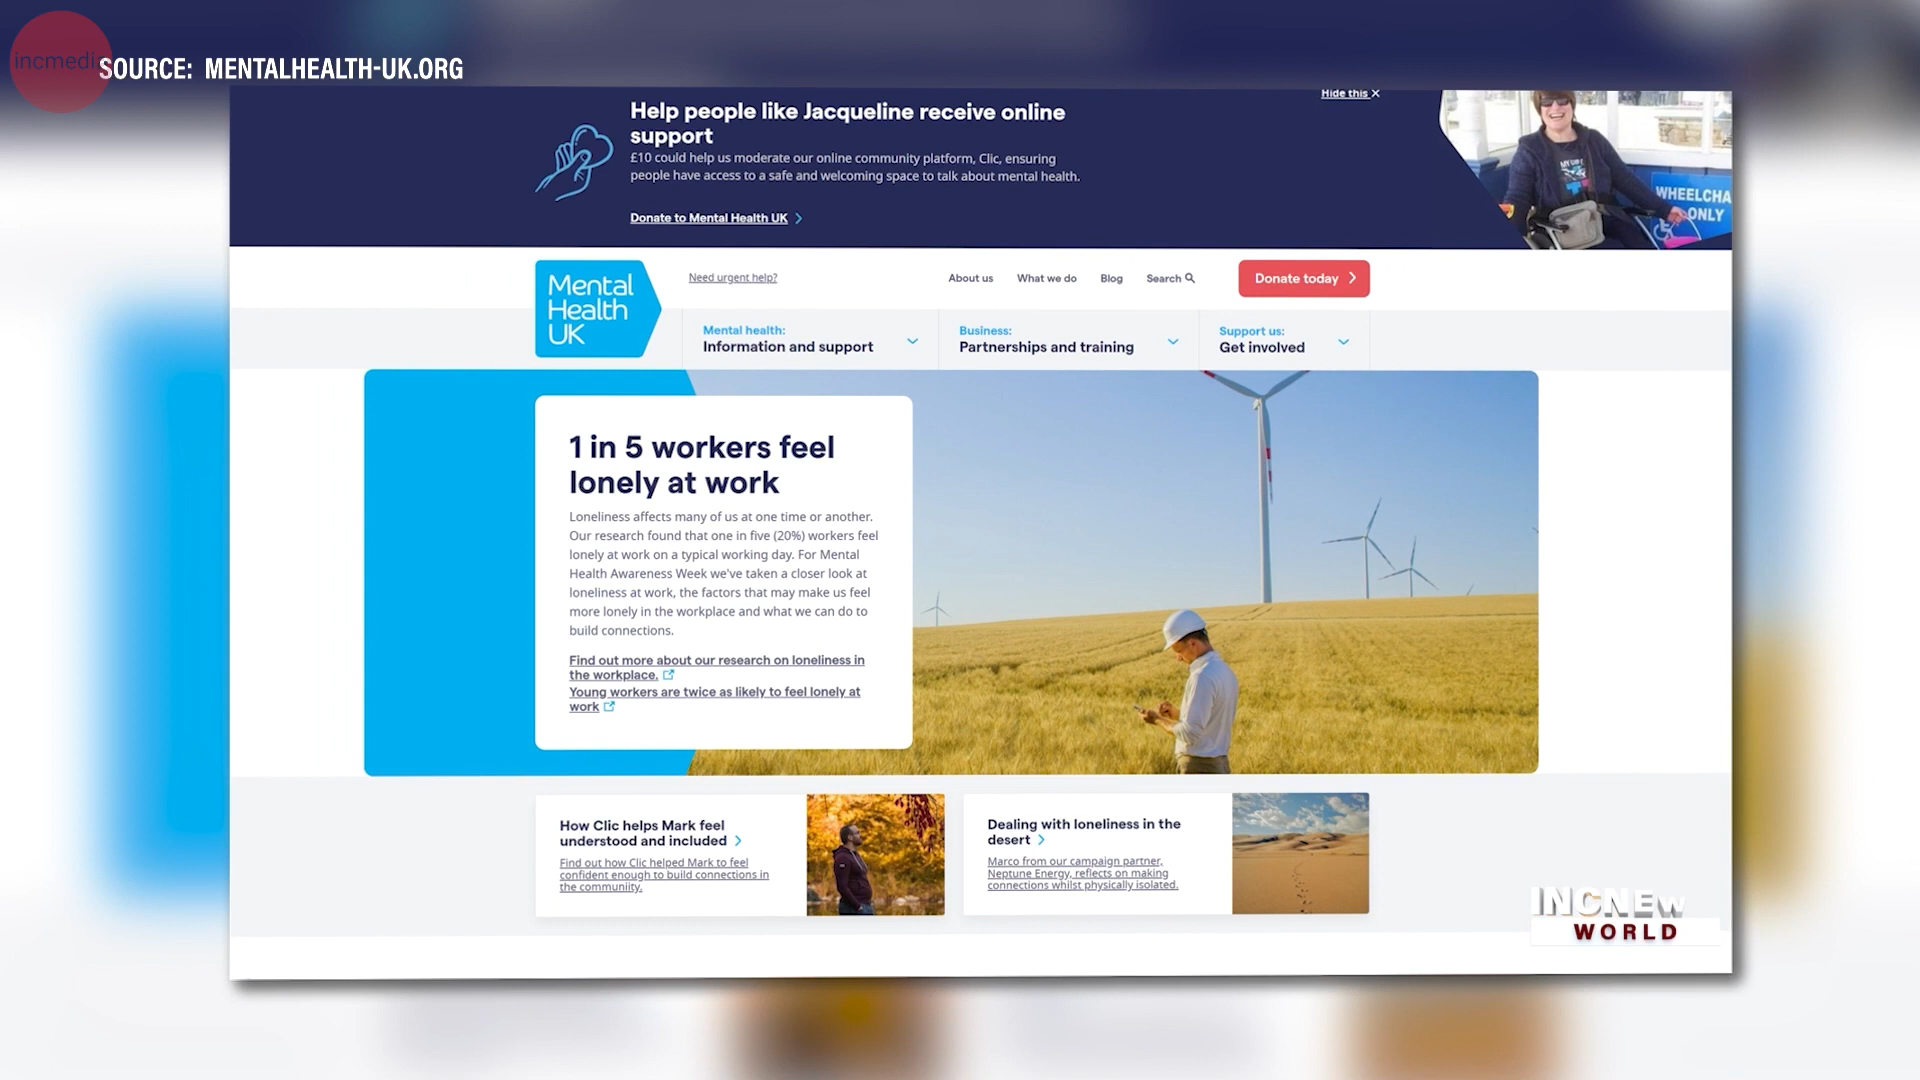 incmedi
SOURCE: MENTALHEALTH-UK.ORG
Hide this ✕
Help people like Jacqueline receive online
support
£10 could help us moderate our online community platform, Clic, ensuring
people have access to a safe and welcoming space to talk about mental health.
Donate to Mental Health UK
WHEELCHA
ONLY
Mental
Health
UK
Need urgent help?
About us
What we do
Blog
Search
Donate today
Mental health:
Information and support
Business:
Partnerships and training
Support us:
Get involved
1 in 5 workers feel
lonely at work
Loneliness affects many of us at one time or another.
Our research found that one in five (20%) workers feel
lonely at work on a typical working day. For Mental
Health Awareness Week we've taken a closer look at
loneliness at work, the factors that may make us feel
more lonely in the workplace and what we can do to
build connections.
Find out more about our research on loneliness in
the workplace.
Young workers are twice as likely to feel lonely at
work
How Clic helps Mark feel
understood and included
Find out how Clic helped Mark to feel
confident enough to build connections in
the community.
Dealing with loneliness in the
desert
Marco from our campaign partner,
Neptune Energy, reflects on making
connections whilst physically isolated.
INCNEw
WORLD